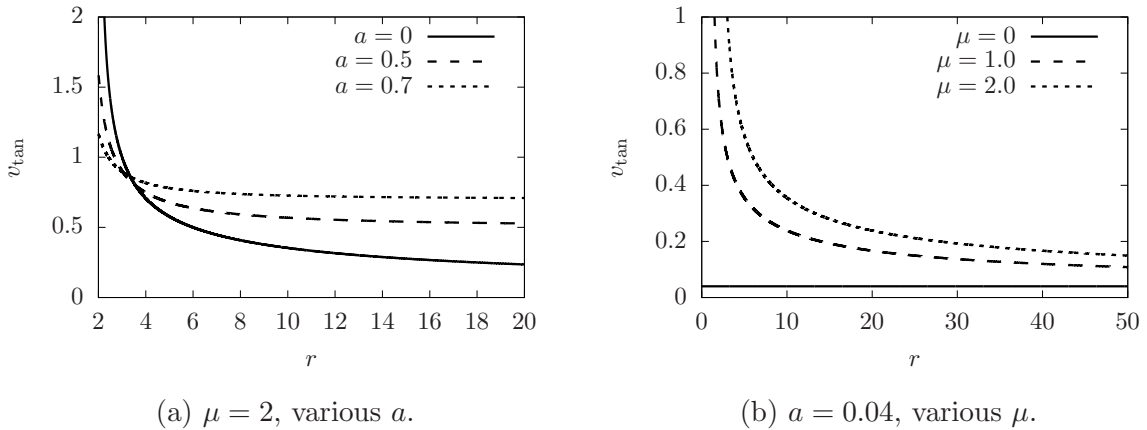 v_tan
2
1.5
1
0.5
0
2 4 6 8 10 12 14 16 18 20
r
a = 0
a = 0.5
a = 0.7
(a) μ = 2, various a.
v_tan
1
0.8
0.6
0.4
0.2
0
0 10 20 30 40 50
r
μ = 0
μ = 1.0
μ = 2.0
(b) a = 0.04, various μ.